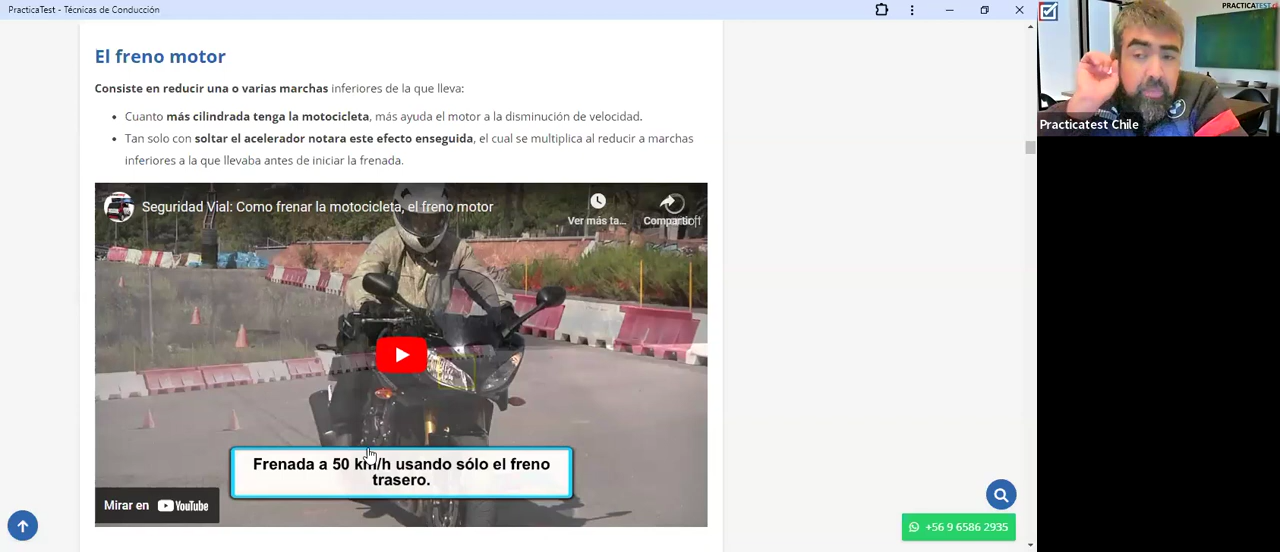 PracticaTest - Técnicas de Conducción
PRACTICATEST
El freno motor
Consiste en reducir una o varias marchas inferiores de la que lleva:
Cuanto más cilindrada tenga la motocicleta, más ayuda el motor a la disminución de velocidad.
Tan solo con soltar el acelerador notara este efecto enseguida, el cual se multiplica al reducir a marchas
inferiores a la que llevaba antes de iniciar la frenada.
Practicatest Chile
Seguridad Vial: Como frenar la motocicleta, el freno motor
Ver más ta...
Compartir
Frenada a 50 km/h usando sólo el freno
trasero.
Mirar en YouTube
+56 9 6586 2935